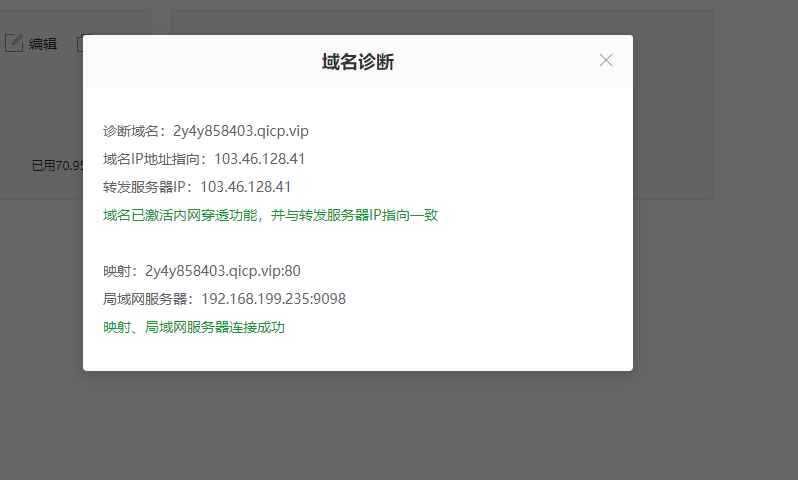 编辑
域名诊断
诊断域名：2y4y858403.qicp.vip
域名IP地址指向：103.46.128.41
已用70.95
转发服务器IP：103.46.128.41
域名已激活内网穿透功能，并与转发服务器IP指向一致
映射：2y4y858403.qicp.vip:80
局域网服务器：192.168.199.235:9098
映射、局域网服务器连接成功